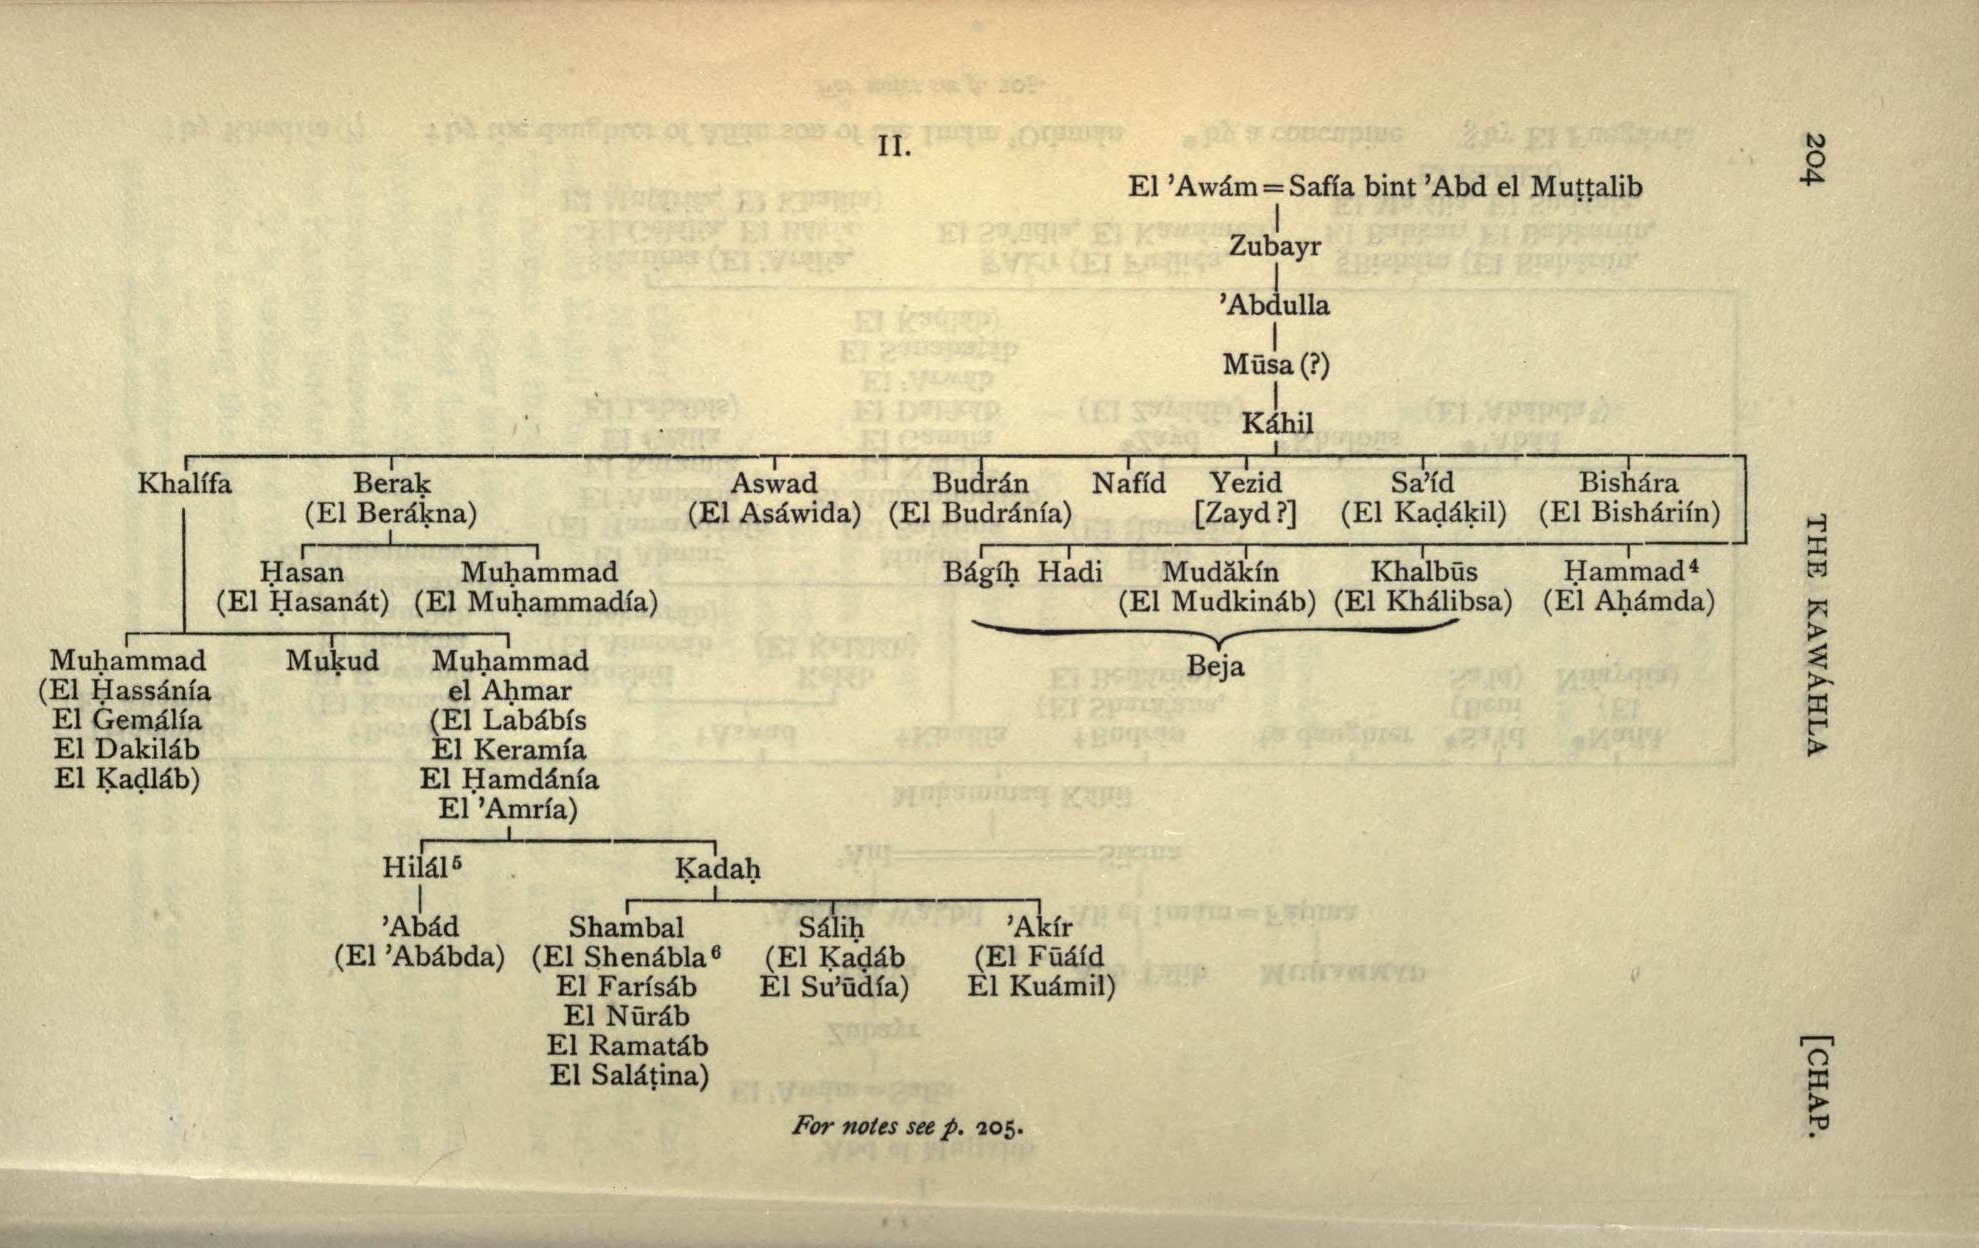 204
THE KAWÁHLA
[CHAP.
II.
El ’Awám = Safía bint ’Abd el Muṭṭalib
Zubayr
’Abdulla
Mūsa (?)
Káhil
Khalífa Beraḳ Aswad Budrán Nafíd Yezid Sa’íd Bishára
(El Beráḳna) (El Asáwida) (El Budránía) [Zayd ?] (El Kaḍáḳil) (El Bisháriín)
Ḥasan Muḥammad Bágíḥ Hadi Mudăkín Khalbūs Ḥammad⁴
(El Ḥasanát) (El Muḥammadía) (El Mudkináb) (El Khálibsa) (El Aḥámda)
Beja
Muḥammad Muḳud Muḥammad
(El Ḥassánía el Aḥmar
El Ġemálía (El Labábís
El Dakiláb El Keramía
El Ḳaḍláb) El Ḥamdánía
El ’Amría)
Hilál⁵ Ḳadaḥ
’Abád Shambal Sáliḥ ’Akír
(El ’Abábda) (El Shenábla⁶ (El Ḳaḍáb (El Fūáíd
El Farísáb El Su’ūdía) El Kuámil)
El Nūráb
El Ramatáb
El Saláṭina)
For notes see p. 205.